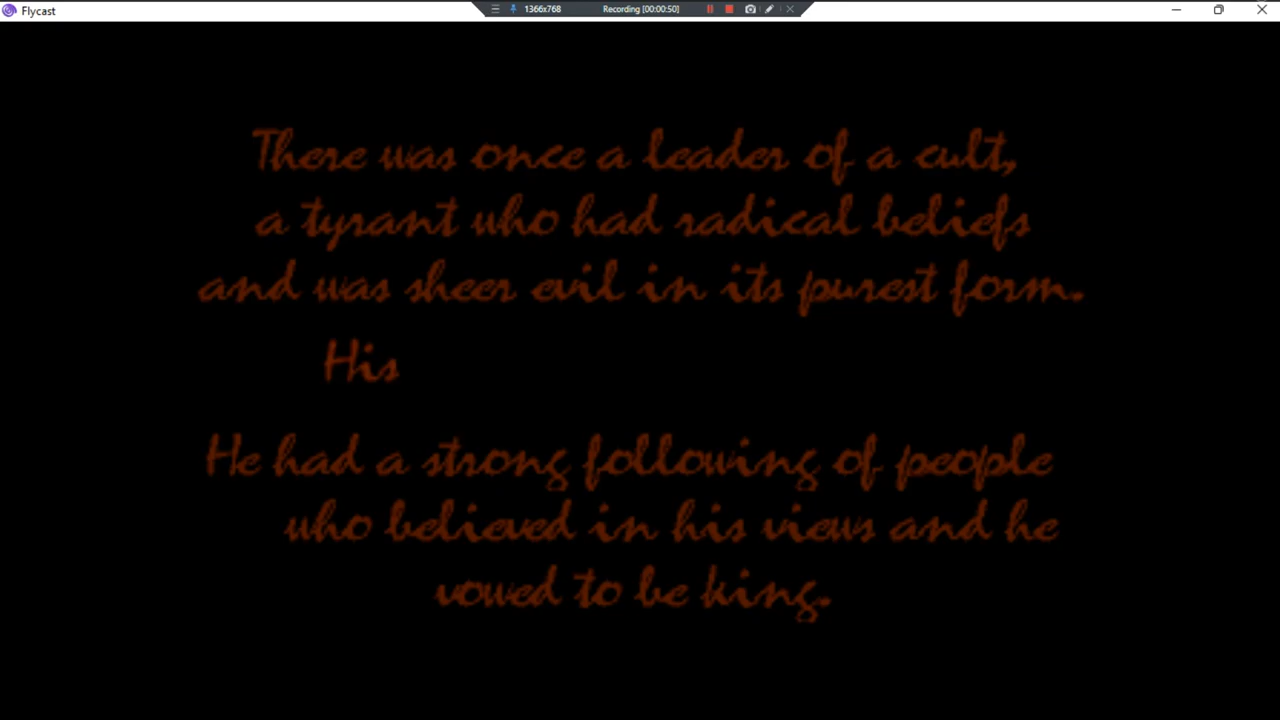 Flycast
1366x768
Recording [00:00:50]
There was once a leader of a cult,
a tyrant who had radical beliefs
and was sheer evil in its purest form.
His
He had a strong following of people
who believed in his views and he
vowed to be king.